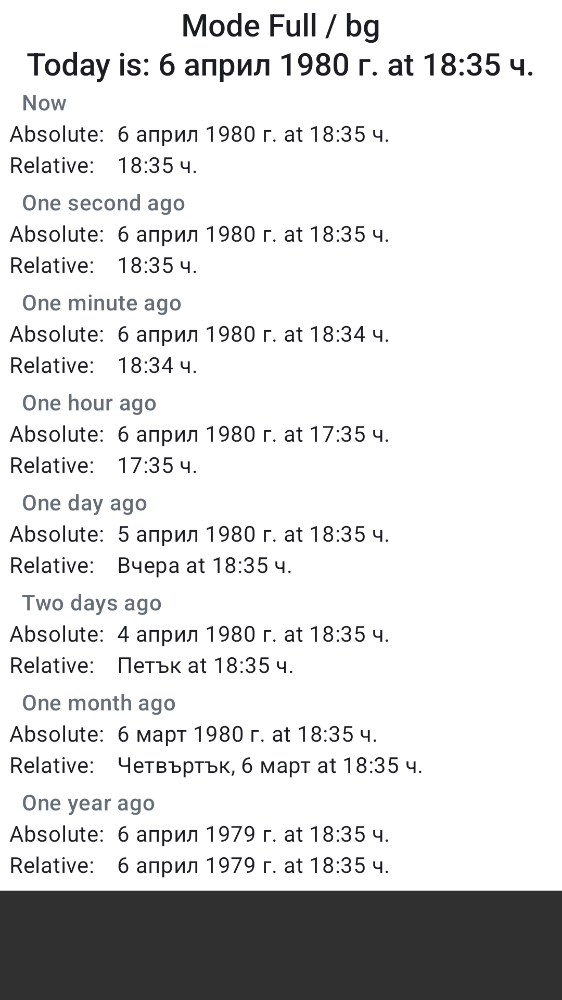 Mode Full / bg
Today is: 6 април 1980 г. at 18:35 ч.
Now
Absolute: 6 април 1980 г. at 18:35 ч.
Relative: 18:35 ч.
One second ago
Absolute: 6 април 1980 г. at 18:35 ч.
Relative: 18:35 ч.
One minute ago
Absolute: 6 април 1980 г. at 18:34 ч.
Relative: 18:34 ч.
One hour ago
Absolute: 6 април 1980 г. at 17:35 ч.
Relative: 17:35 ч.
One day ago
Absolute: 5 април 1980 г. at 18:35 ч.
Relative: Вчера at 18:35 ч.
Two days ago
Absolute: 4 април 1980 г. at 18:35 ч.
Relative: Петък at 18:35 ч.
One month ago
Absolute: 6 март 1980 г. at 18:35 ч.
Relative: Четвъртък, 6 март at 18:35 ч.
One year ago
Absolute: 6 април 1979 г. at 18:35 ч.
Relative: 6 април 1979 г. at 18:35 ч.